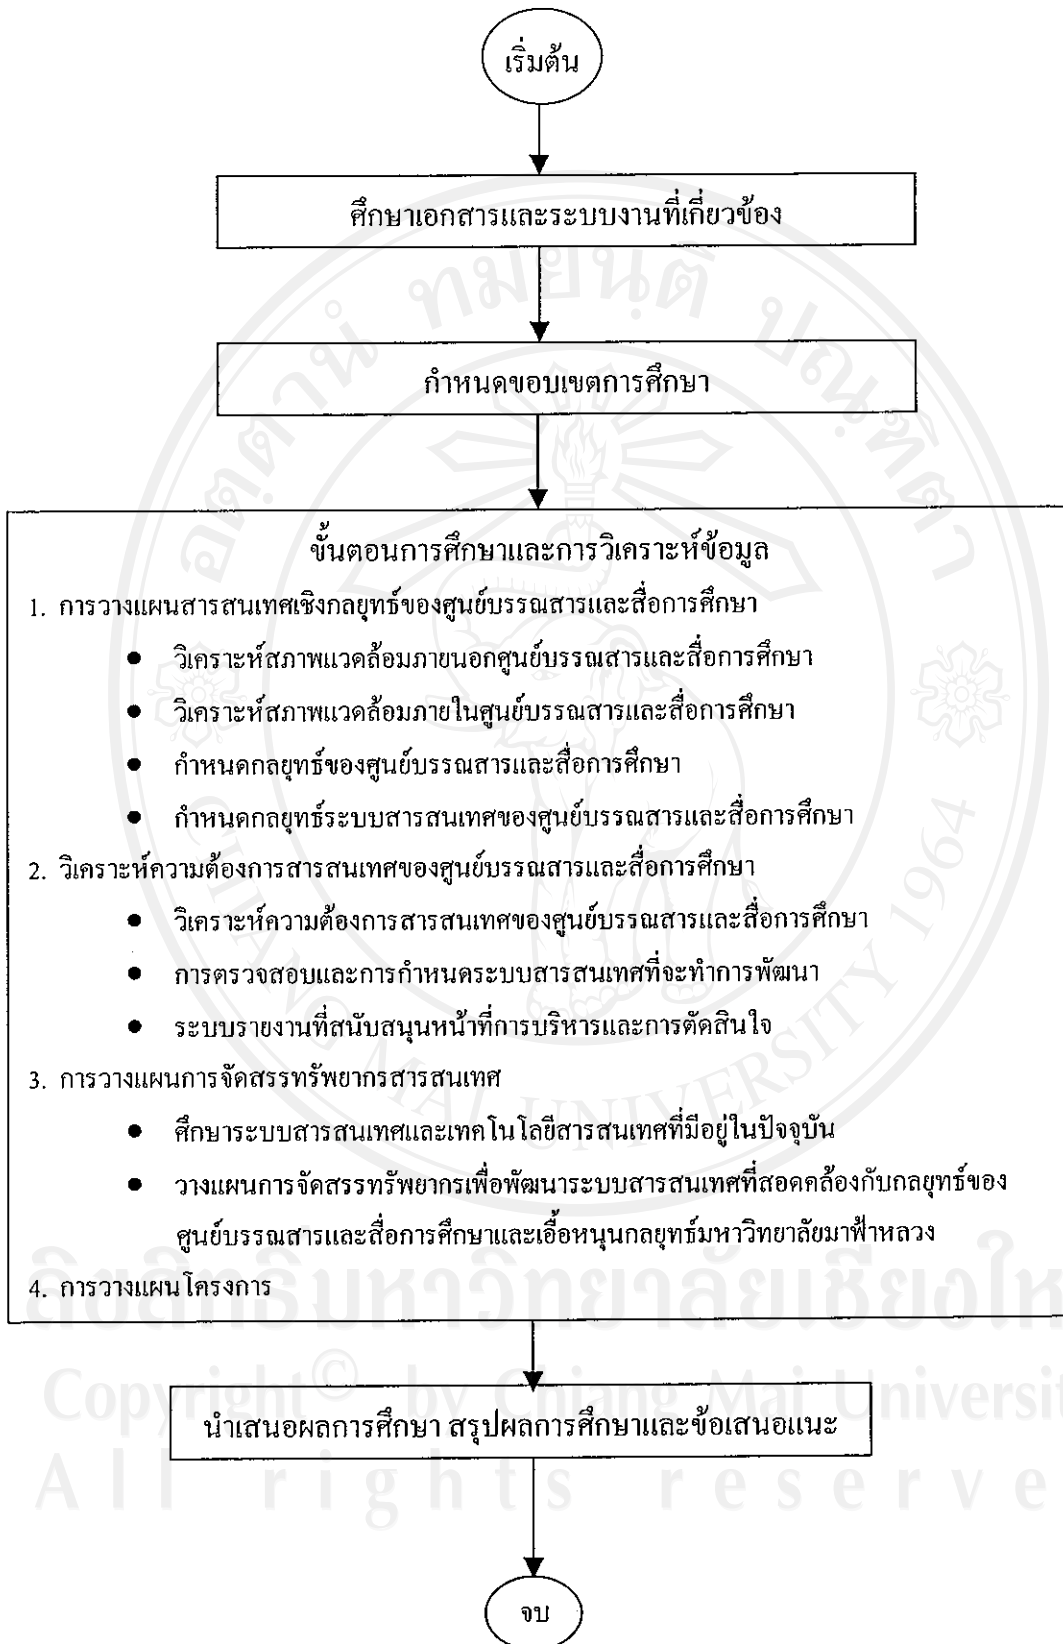 เริ่มต้น
ศึกษาเอกสารและระบบงานที่เกี่ยวข้อง
กำหนดขอบเขตการศึกษา
ขั้นตอนการศึกษาและการวิเคราะห์ข้อมูล
1. การวางแผนสารสนเทศเชิงกลยุทธ์ของศูนย์บรรณสารและสื่อการศึกษา
● วิเคราะห์สภาพแวดล้อมภายนอกศูนย์บรรณสารและสื่อการศึกษา
● วิเคราะห์สภาพแวดล้อมภายในศูนย์บรรณสารและสื่อการศึกษา
● กำหนดกลยุทธ์ของศูนย์บรรณสารและสื่อการศึกษา
● กำหนดกลยุทธ์ระบบสารสนเทศของศูนย์บรรณสารและสื่อการศึกษา
2. วิเคราะห์ความต้องการสารสนเทศของศูนย์บรรณสารและสื่อการศึกษา
● วิเคราะห์ความต้องการสารสนเทศของศูนย์บรรณสารและสื่อการศึกษา
● การตรวจสอบและการกำหนดระบบสารสนเทศที่จะทำการพัฒนา
● ระบบรายงานที่สนับสนุนหน้าที่การบริหารและการตัดสินใจ
3. การวางแผนการจัดสรรทรัพยากรสารสนเทศ
● ศึกษาระบบสารสนเทศและเทคโนโลยีสารสนเทศที่มีอยู่ในปัจจุบัน
● วางแผนการจัดสรรทรัพยากรเพื่อพัฒนาระบบสารสนเทศที่สอดคล้องกับกลยุทธ์ของ
ศูนย์บรรณสารและสื่อการศึกษาและเอื้อหนุนกลยุทธ์มหาวิทยาลัยมาฟ้าหลวง
4. การวางแผนโครงการ
นำเสนอผลการศึกษา สรุปผลการศึกษาและข้อเสนอแนะ
จบ
อตฺตานํ ทมยนฺติ ปณฺฑิตา
CHIANG MAI UNIVERSITY 1964
ลิขสิทธิ์มหาวิทยาลัยเชียงให
Copyright© by Chiang Mai Universit
All rights reserve